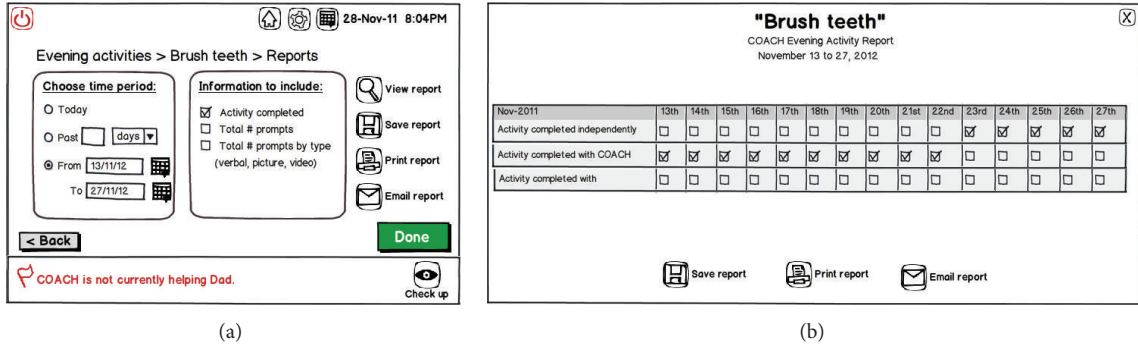 28-Nov-11 8:04PM
Evening activities > Brush teeth > Reports
Choose time period:
Today
Past days
From 13/11/12
To 27/11/12
Information to include:
Activity completed
Total # prompts
Total # prompts by type
(verbal, picture, video)
View report
Save report
Print report
Email report
< Back
Done
COACH is not currently helping Dad.
Check up
(a)
"Brush teeth"
X
COACH Evening Activity Report
November 13 to 27, 2012
Nov-2011 13th 14th 15th 16th 17th 18th 19th 20th 21st 22nd 23rd 24th 25th 26th 27th
Activity completed independently
Activity completed with COACH
Activity completed with
Save report Print report Email report
(b)